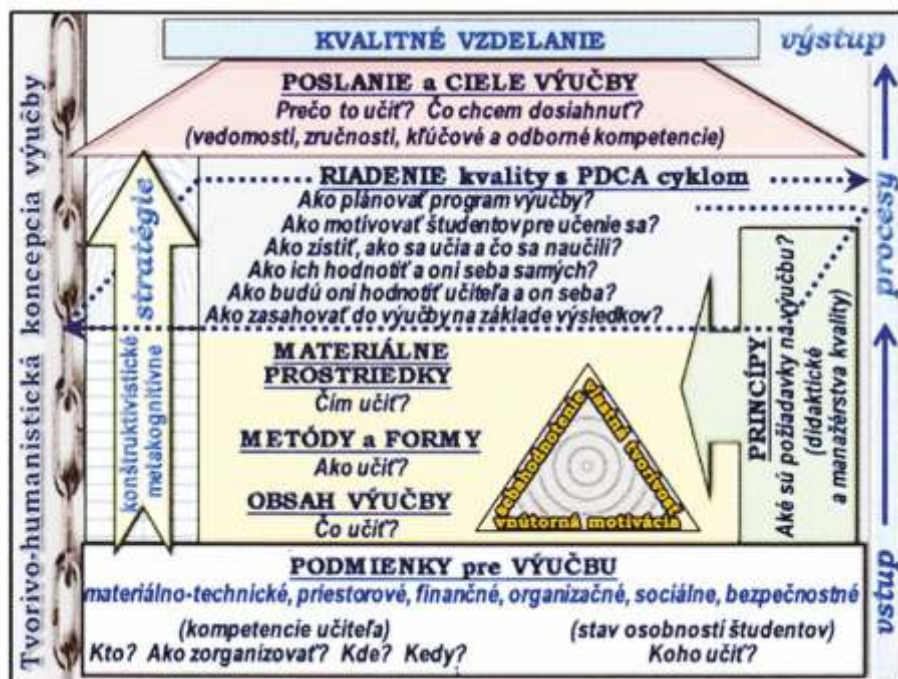 KVALITNÉ VZDELANIE
výstup
POSLANIE a CIELE VÝUČBY
Prečo to učiť? Čo chcem dosiahnuť?
(vedomosti, zručnosti, kľúčové a odborné kompetencie)
RIADENIE kvality s PDCA cyklom
Ako plánovať program výučby?
Ako motivovať študentov pre učenie sa?
Ako zistiť, ako sa učia a čo sa naučili?
Ako ich hodnotiť a oni seba samých?
Ako budú oni hodnotiť učiteľa a on seba?
Ako zasahovať do výučby na základe výsledkov?
Tvorivo-humanistická koncepcia výučby
stratégie
konštruktivistické
metakognitívne
MATERIÁLNE
PROSTRIEDKY
Čím učiť?
METÓDY a FORMY
Ako učiť?
OBSAH VÝUČBY
Čo učiť?
sebahodnotenie
vlastná tvorivosť
vnútorná motivácia
PRINCÍPY
Aké sú požiadavky na výučbu?
(didaktické
a manažérstva kvality)
procesy
vstup
PODMIENKY pre VÝUČBU
materiálno-technické, priestorové, finančné, organizačné, sociálne, bezpečnostné
(kompetencie učiteľa)
(stav osobností študentov)
Kto? Ako zorganizovať? Kde? Kedy?
Koho učiť?